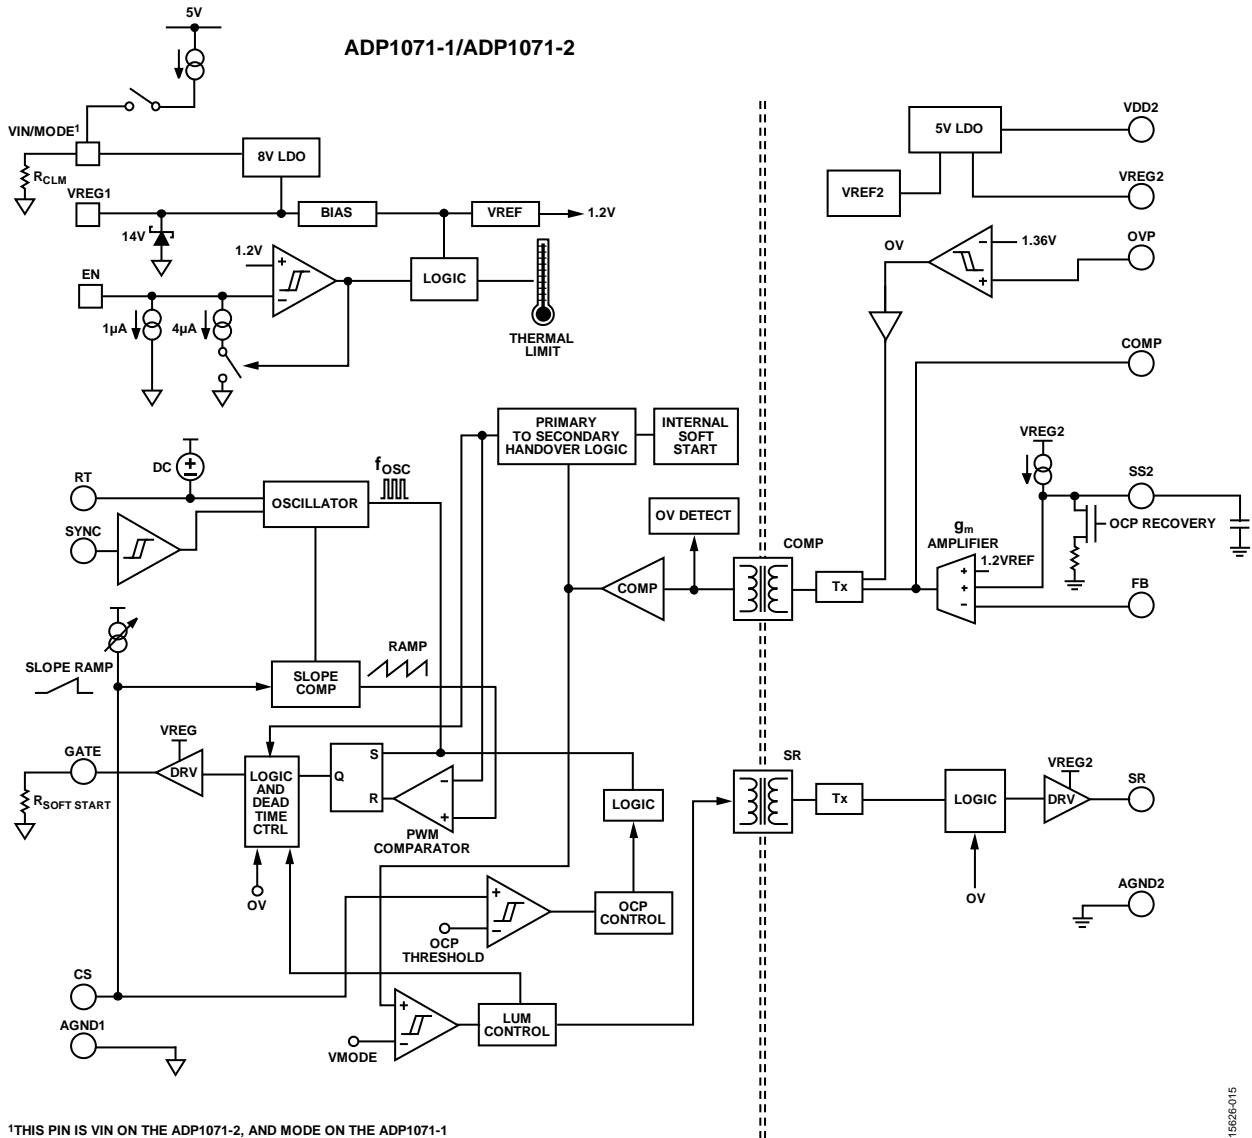 5V
ADP1071-1/ADP1071-2
VIN/MODE1
8V LDO
RCLM
VREG1
BIAS
VREF
1.2V
14V
1.2V
+
–
EN
LOGIC
1µA
4µA
THERMAL
LIMIT
VDD2
5V LDO
VREF2
VREG2
OV
–
1.36V
+
OVP
COMP
PRIMARY
TO SECONDARY
HANDOVER LOGIC
INTERNAL
SOFT
START
VREG2
DC
+
–
fOSC
RT
OSCILLATOR
SS2
SYNC
OV DETECT
OCP RECOVERY
gm
AMPLIFIER
COMP
1.2VREF
COMP
Tx
+
+
–
FB
SLOPE RAMP
SLOPE
COMP
RAMP
VREG
GATE
DRV
LOGIC
AND
DEAD
TIME
CTRL
Q
S
R
–
+
PWM
COMPARATOR
LOGIC
SR
Tx
LOGIC
VREG2
DRV
SR
RSOFT START
OV
OV
+
–
OCP
THRESHOLD
OCP
CONTROL
AGND2
CS
AGND1
+
–
LUM
CONTROL
VMODE
1THIS PIN IS VIN ON THE ADP1071-2, AND MODE ON THE ADP1071-1
15626-015